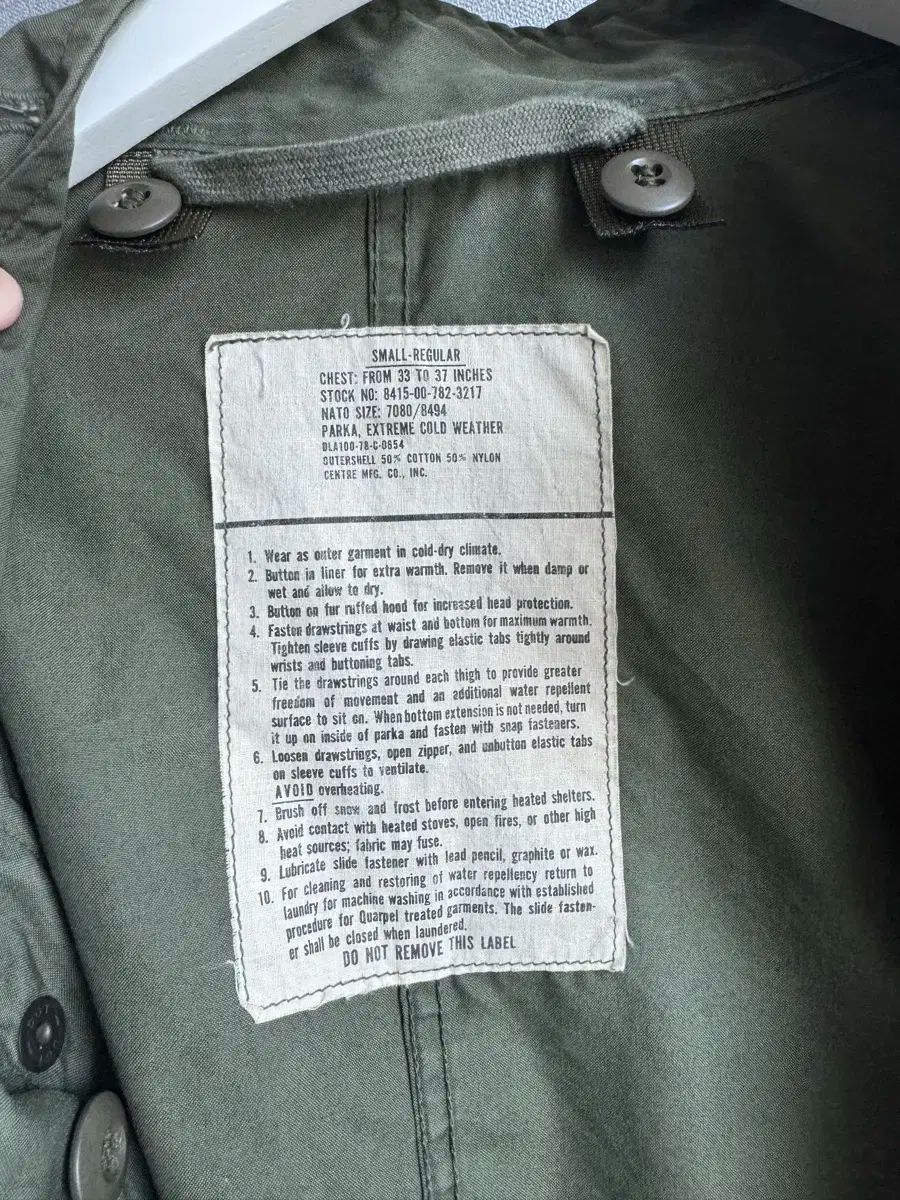 SMALL-REGULAR
CHEST: FROM 33 TO 37 INCHES
STOCK NO: 8415-00-782-3217
NATO SIZE: 7080/8494
PARKA, EXTREME COLD WEATHER
DLA100-78-C-0654
OUTERSHELL 50% COTTON 50% NYLON
CENTRE MFG. CO., INC.
1. Wear as outer garment in cold-dry climate.
2. Button in liner for extra warmth. Remove it when damp or
wet and allow to dry.
3. Button on fur ruffed hood for increased head protection.
4. Fasten drawstrings at waist and bottom for maximum warmth.
Tighten sleeve cuffs by drawing elastic tabs tightly around
wrists and buttoning tabs.
5. Tie the drawstrings around each thigh to provide greater
freedom of movement and an additional water repellent
surface to sit on. When bottom extension is not needed, turn
it up on inside of parka and fasten with snap fasteners.
6. Loosen drawstrings, open zipper, and unbutton elastic tabs
on sleeve cuffs to ventilate.
AVOID overheating.
7. Brush off snow and frost before entering heated shelters.
8. Avoid contact with heated stoves, open fires, or other high
heat sources; fabric may fuse.
9. Lubricate slide fastener with lead pencil, graphite or wax.
10. For cleaning and restoring of water repellency return to
laundry for machine washing in accordance with established
procedure for Quarpel treated garments. The slide fasten-
er shall be closed when laundered.
DO NOT REMOVE THIS LABEL